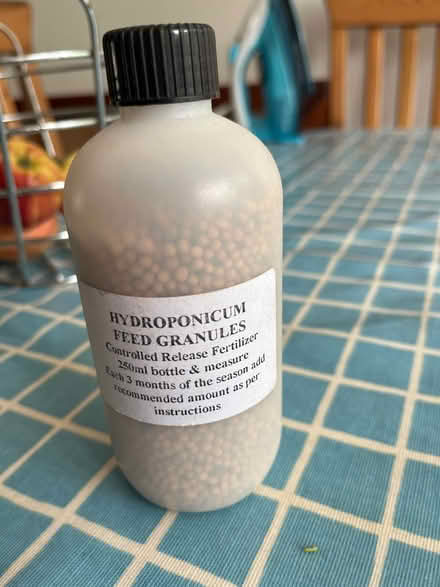 HYDROPONICUM
FEED GRANULES
Controlled Release Fertilizer
250ml bottle & measure
Each 3 months of the season add
recommended amount as per
instructions